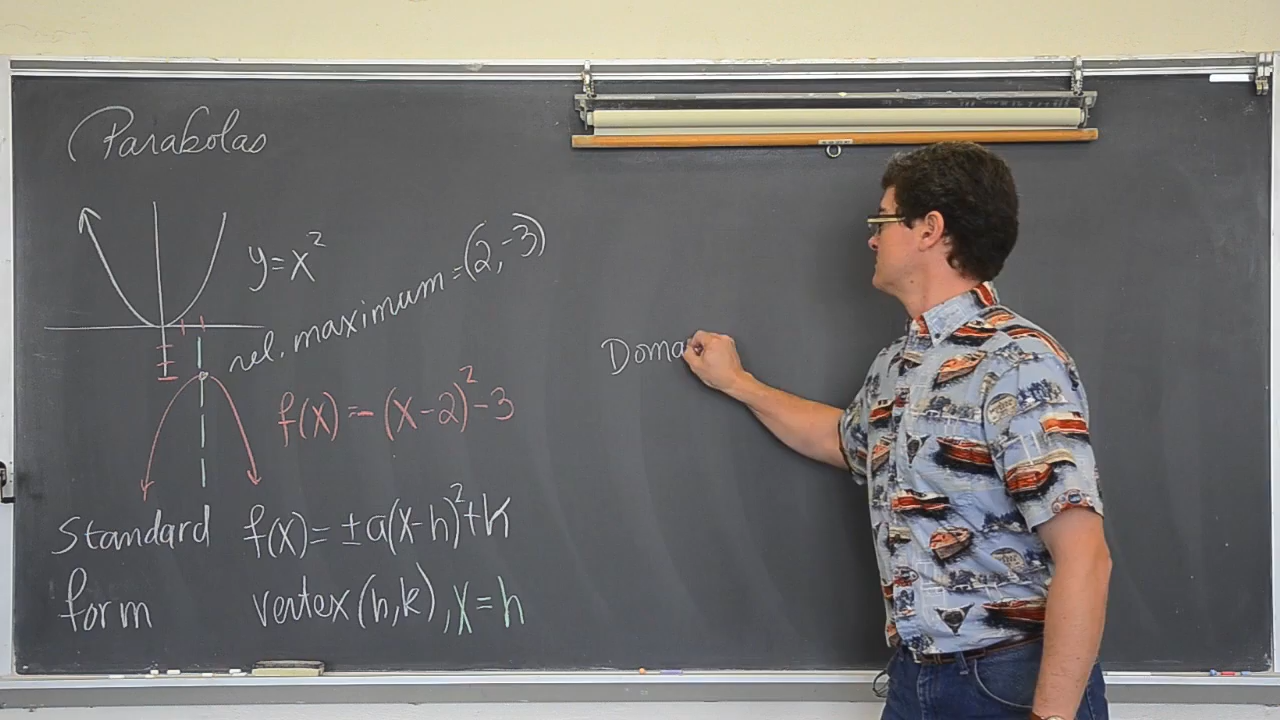 Parabolas
y=x²
rel. maximum=(2,-3)
f(x)=-(x-2)²-3
Standard f(x)=±a(x-h)²+k
form vertex(h,k), x=h
Doma